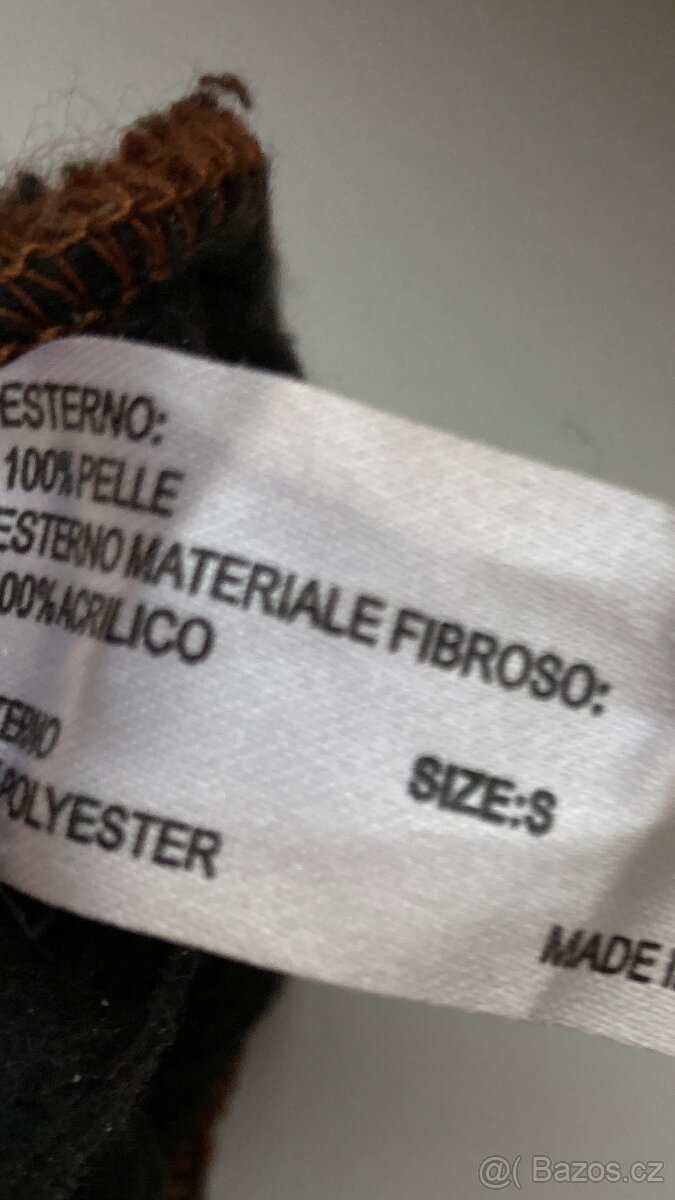 ESTERNO:
100%PELLE
ESTERNO MATERIALE FIBROSO:
00%ACRILICO
TERNO
POLYESTER
SIZE:S
MADE I
@( Bazos.cz